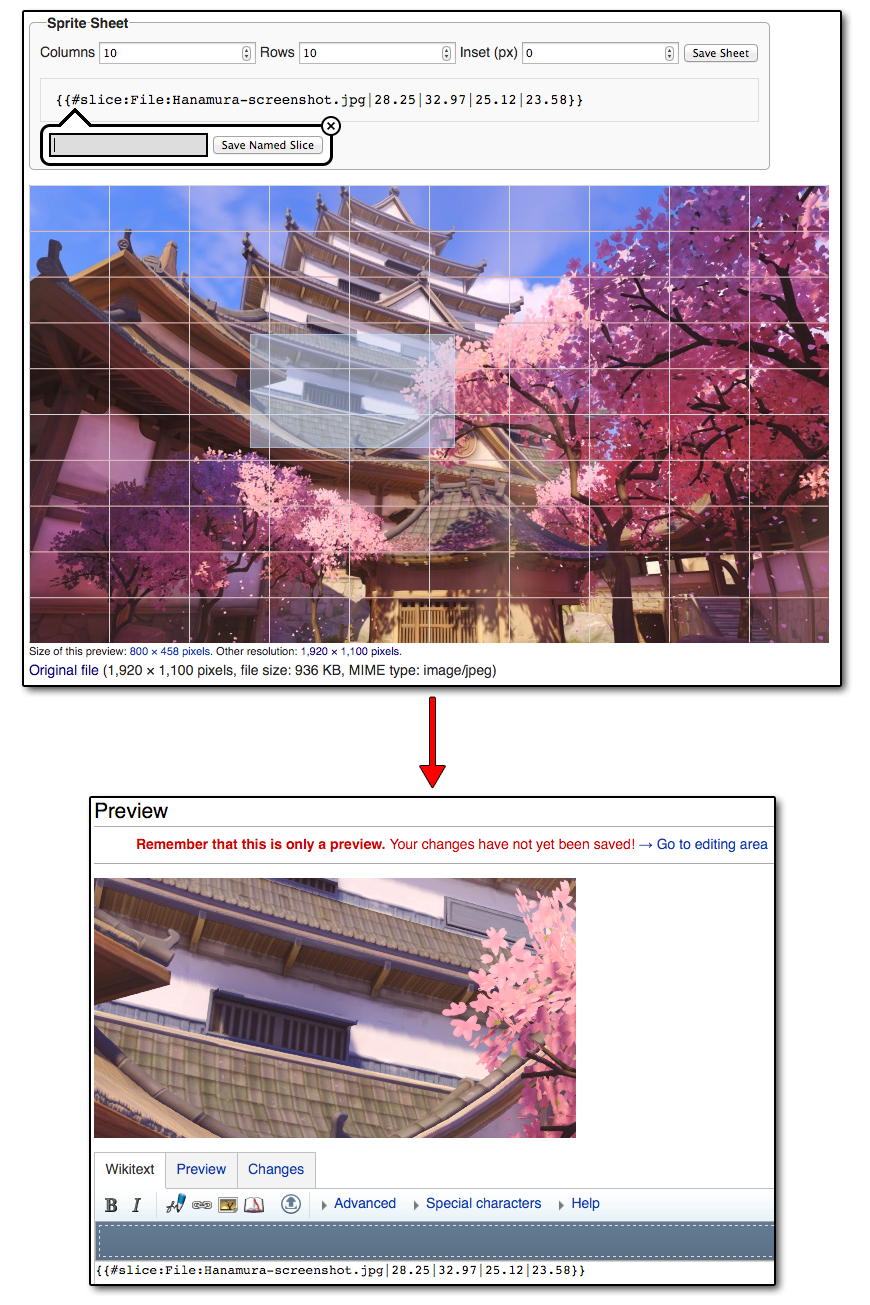 Sprite Sheet
Columns 10 Rows 10 Inset (px) 0 Save Sheet
{{#slice:File:Hanamura-screenshot.jpg|28.25|32.97|25.12|23.58}}
Save Named Slice
Size of this preview: 800 × 458 pixels. Other resolution: 1,920 × 1,100 pixels.
Original file (1,920 × 1,100 pixels, file size: 936 KB, MIME type: image/jpeg)
Preview
Remember that this is only a preview. Your changes have not yet been saved! → Go to editing area
Wikitext Preview Changes
B I Advanced Special characters Help
{{#slice:File:Hanamura-screenshot.jpg|28.25|32.97|25.12|23.58}}